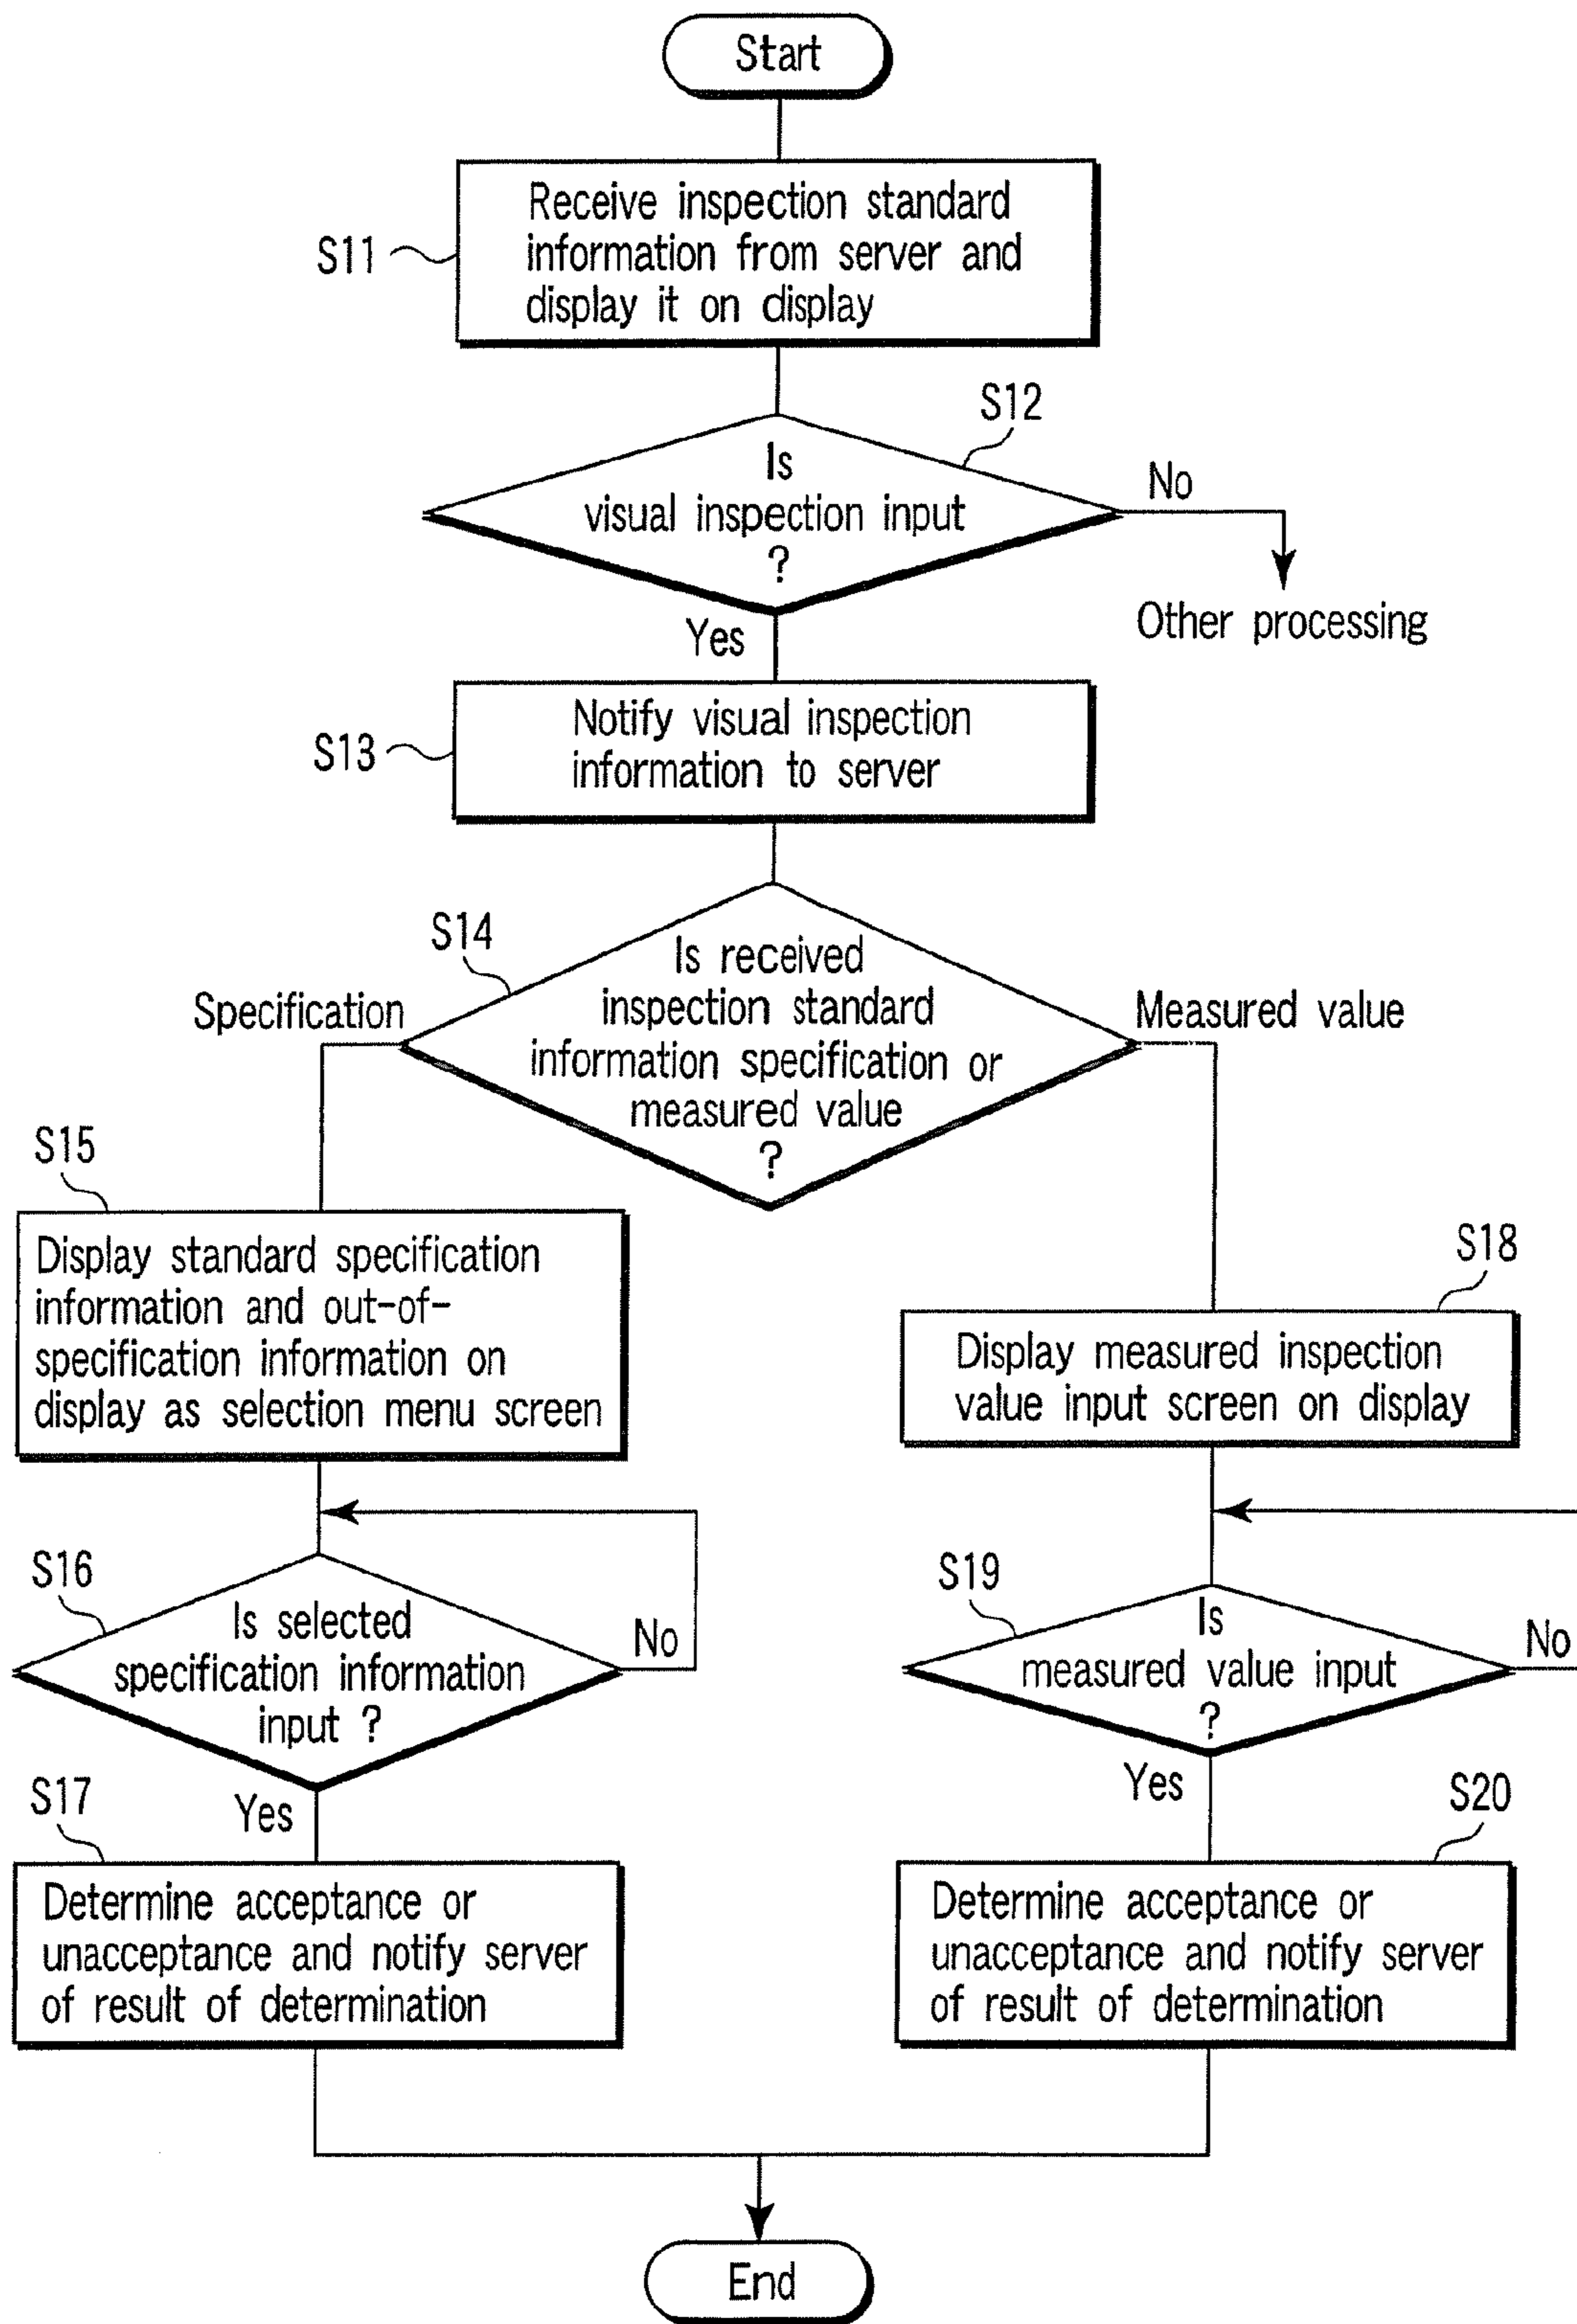 Start
S11
Receive inspection standard
information from server and
display it on display
S12
Is
visual inspection input
?
No
Other processing
Yes
S13
Notify visual inspection
information to server
S14
Is received
inspection standard
information specification or
measured value
?
Specification
Measured value
S15
Display standard specification
information and out-of-
specification information on
display as selection menu screen
S18
Display measured inspection
value input screen on display
S16
Is selected
specification information
input ?
No
S19
Is
measured value input
?
No
Yes
Yes
S17
Determine acceptance or
unacceptance and notify server
of result of determination
S20
Determine acceptance or
unacceptance and notify server
of result of determination
End